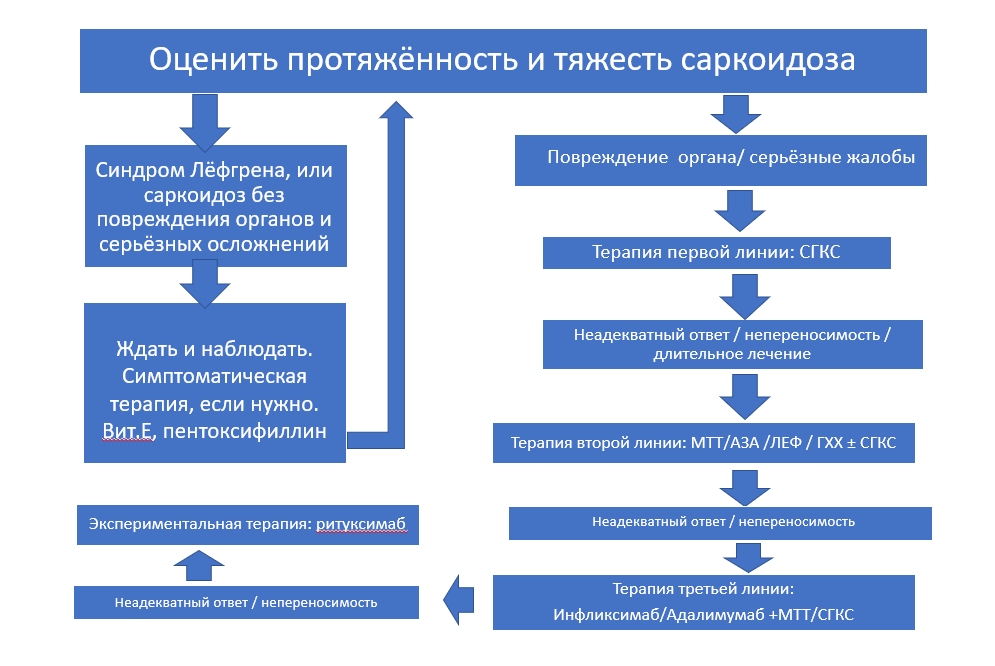 Оценить протяжённость и тяжесть саркоидоза
Синдром Лёфгрена, или
саркоидоз без
повреждения органов и
серьёзных осложнений
Ждать и наблюдать.
Симптоматическая
терапия, если нужно.
Вит.Е, пентоксифиллин
Повреждение органа/ серьёзные жалобы
Терапия первой линии: СГКС
Неадекватный ответ / непереносимость /
длительное лечение
Терапия второй линии: МТТ/АЗА /ЛЕФ / ГХХ ± СГКС
Неадекватный ответ / непереносимость
Терапия третьей линии:
Инфликсимаб/Адалимумаб +МТТ/СГКС
Неадекватный ответ / непереносимость
Экспериментальная терапия: ритуксимаб